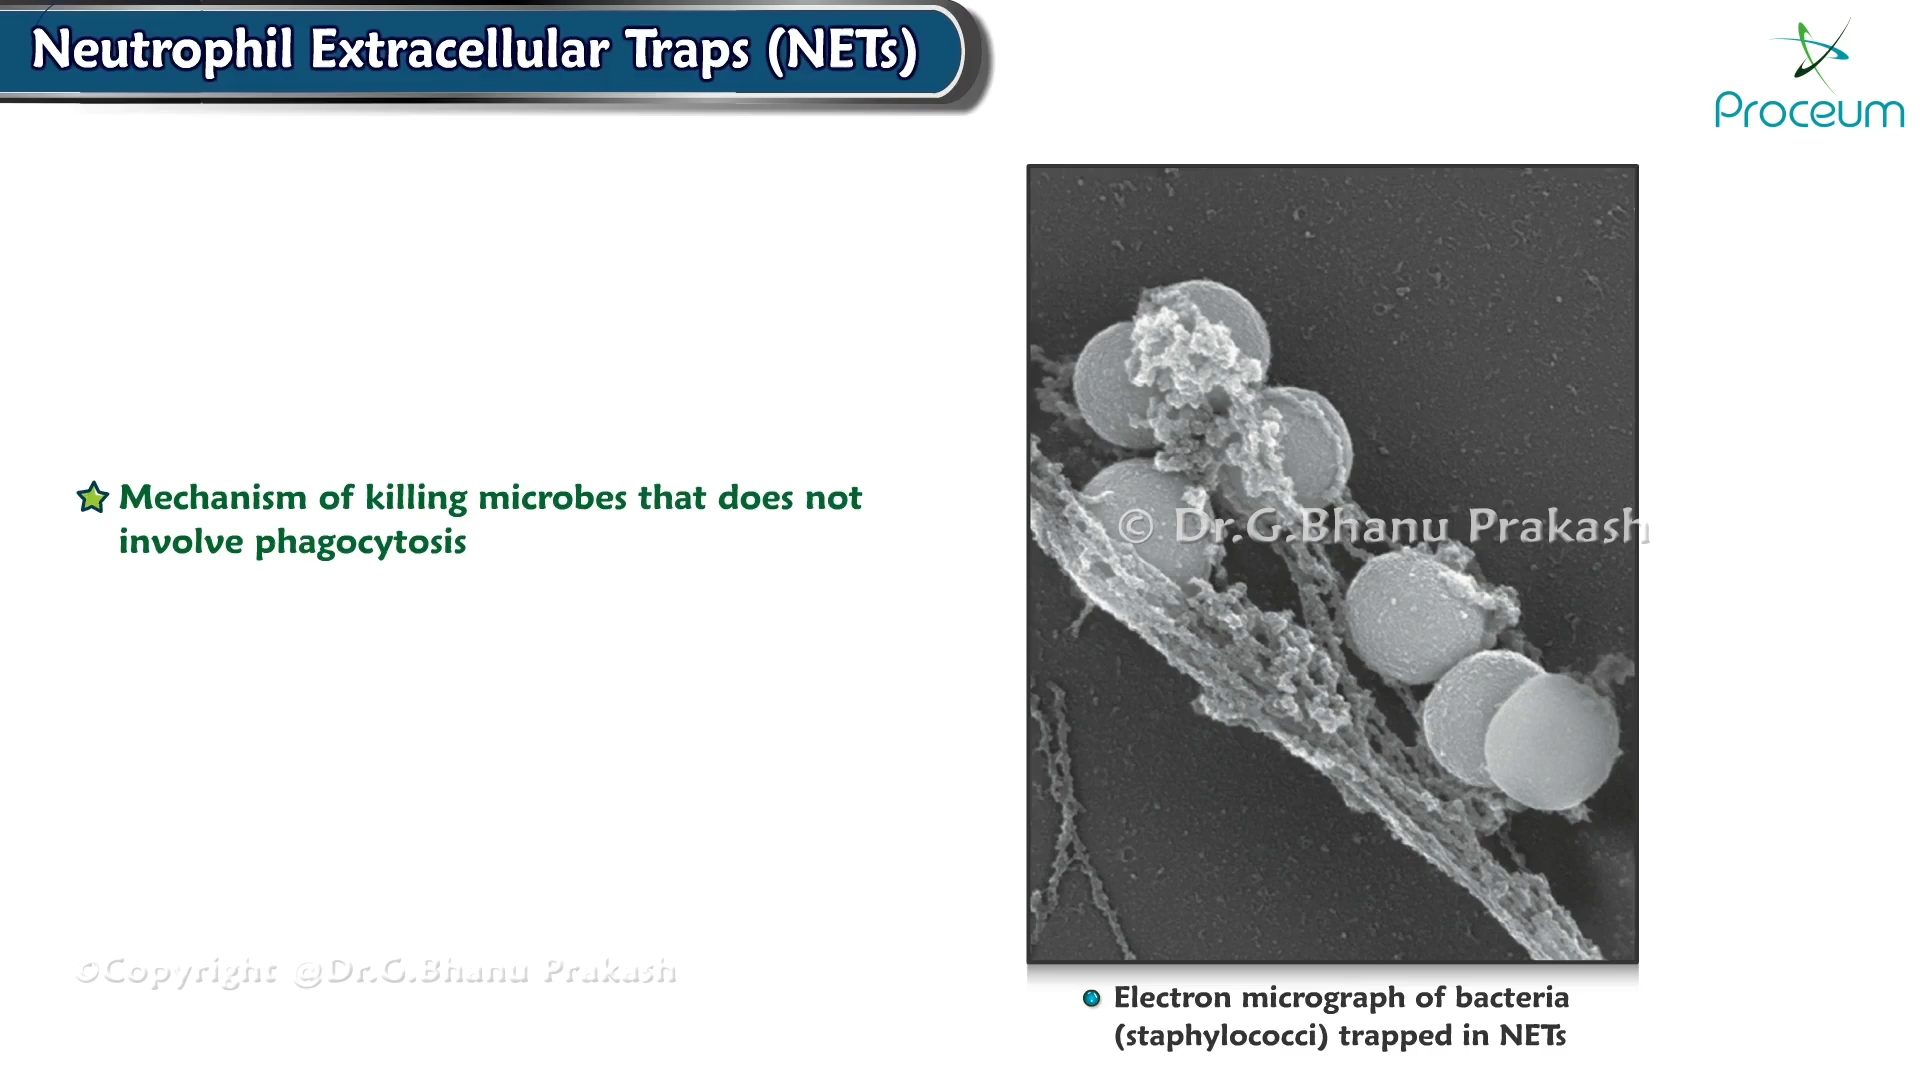 Neutrophil Extracellular Traps (NETs)
Proceum
Mechanism of killing microbes that does not
involve phagocytosis
© Dr.G.Bhanu Prakash
©Copyright @Dr.G.Bhanu Prakash
Electron micrograph of bacteria
(staphylococci) trapped in NETs